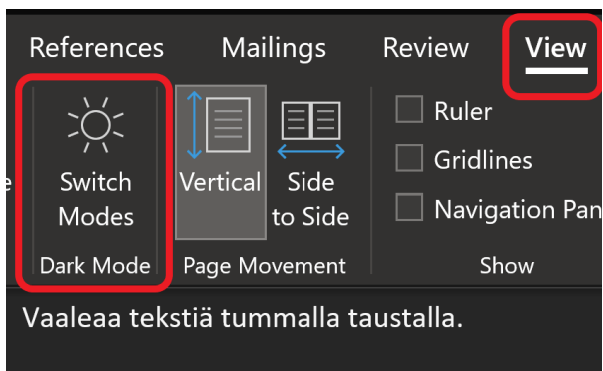 References Mailings Review View
Switch Modes
Vertical
Side to Side
Ruler
Gridlines
Navigation Pan
Dark Mode Page Movement Show
Vaaleaa tekstiä tummalla taustalla.